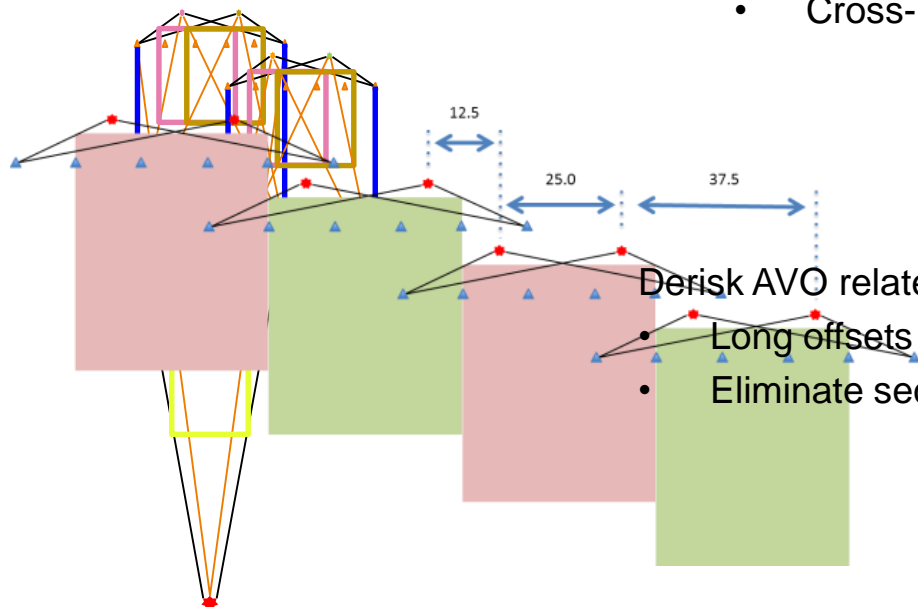 • Cross-
12.5
25.0
37.5
Derisk AVO relate
• Long offsets
• Eliminate sec